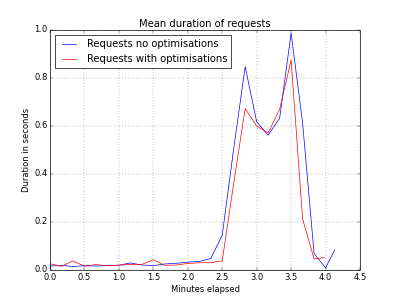 Mean duration of requests
1.0
Requests no optimisations
Requests with optimisations
0.8
0.6
0.4
0.2
0.0
Duration in seconds
0.0 0.5 1.0 1.5 2.0 2.5 3.0 3.5 4.0 4.5
Minutes elapsed